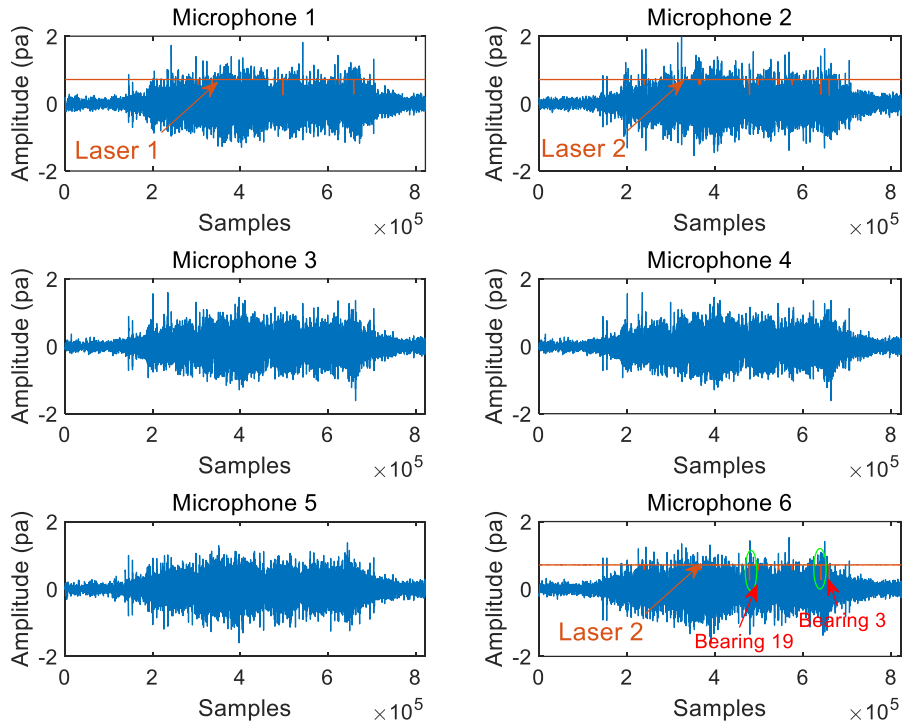 Microphone 1
Amplitude (pa)
2
0
-2
Laser 1
0 2 4 6 8
Samples
×10⁵
Microphone 2
Amplitude (pa)
2
0
-2
Laser 2
0 2 4 6 8
Samples
×10⁵
Microphone 3
Amplitude (pa)
2
0
-2
0 2 4 6 8
Samples
×10⁵
Microphone 4
Amplitude (pa)
2
0
-2
0 2 4 6 8
Samples
×10⁵
Microphone 5
Amplitude (pa)
2
0
-2
0 2 4 6 8
Samples
×10⁵
Microphone 6
Amplitude (pa)
2
0
-2
Laser 2
Bearing 19
Bearing 3
0 2 4 6 8
Samples
×10⁵